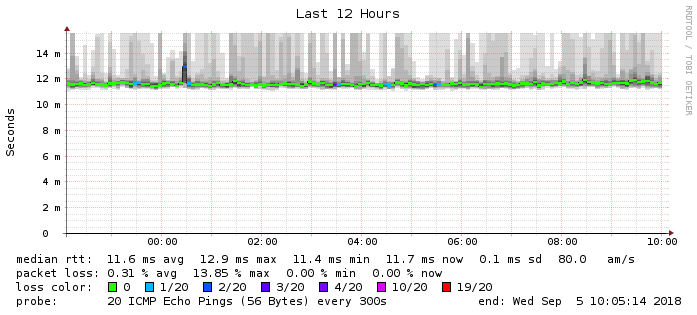 Last 12 Hours
RRDTOOL / TOBI OETIKER
Seconds
14 m
12 m
10 m
8 m
6 m
4 m
2 m
0
00:00 02:00 04:00 06:00 08:00 10:00
median rtt: 11.6 ms avg 12.9 ms max 11.4 ms min 11.7 ms now 0.1 ms sd 80.0 am/s
packet loss: 0.31 % avg 13.85 % max 0.00 % min 0.00 % now
loss color: 0 1/20 2/20 3/20 4/20 10/20 19/20
probe: 20 ICMP Echo Pings (56 Bytes) every 300s end: Wed Sep 5 10:05:14 2018